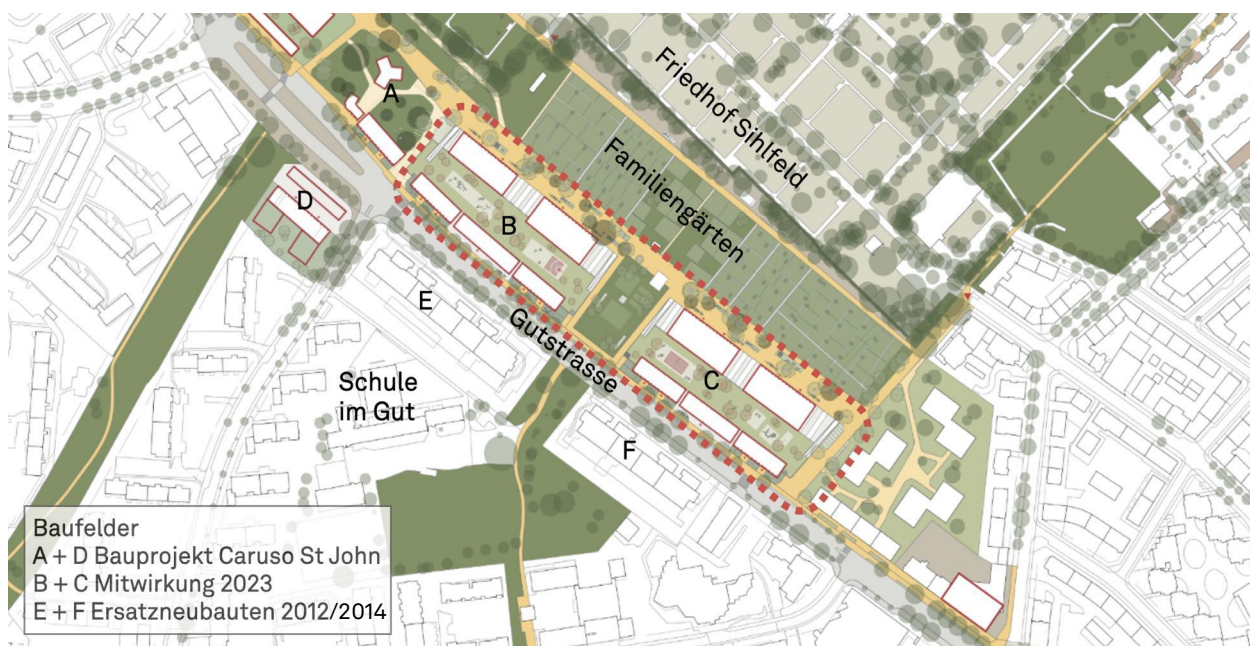 Friedhof Sihlfeld
Familiengärten
A
D
B
E
Gutstrasse
Schule
im Gut
C
F
Baufelder
A + D Bauprojekt Caruso St John
B + C Mitwirkung 2023
E + F Ersatzneubauten 2012/2014